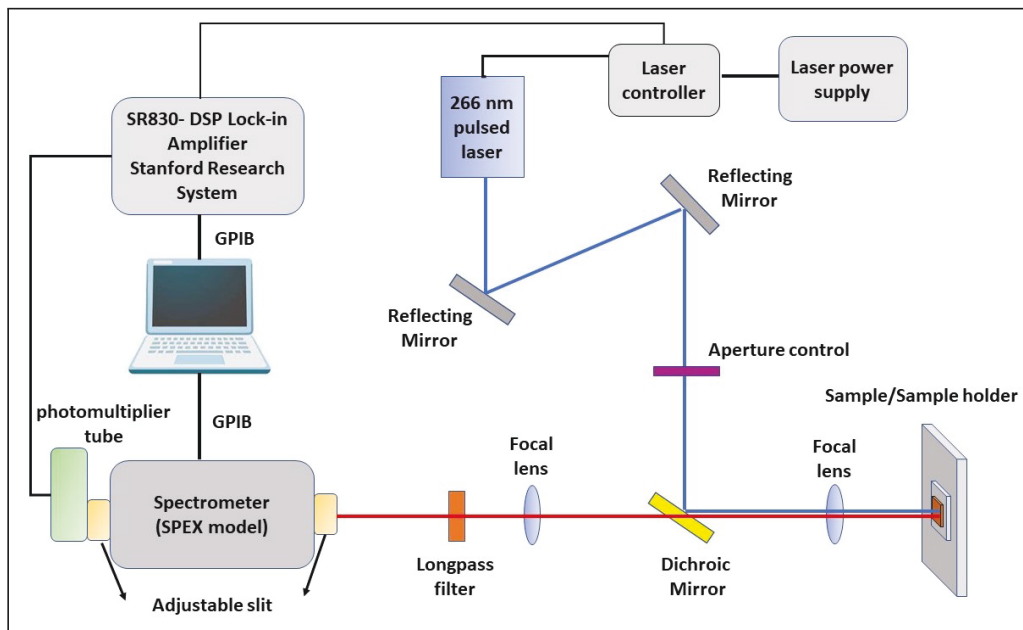 SR830- DSP Lock-in
Amplifier
Stanford Research
System
266 nm
pulsed
laser
Laser
controller
Laser power
supply
GPIB
Reflecting
Mirror
Reflecting
Mirror
Aperture control
Sample/Sample holder
photomultiplier
tube
GPIB
Focal
lens
Focal
lens
Spectrometer
(SPEX model)
Longpass
filter
Dichroic
Mirror
Adjustable slit